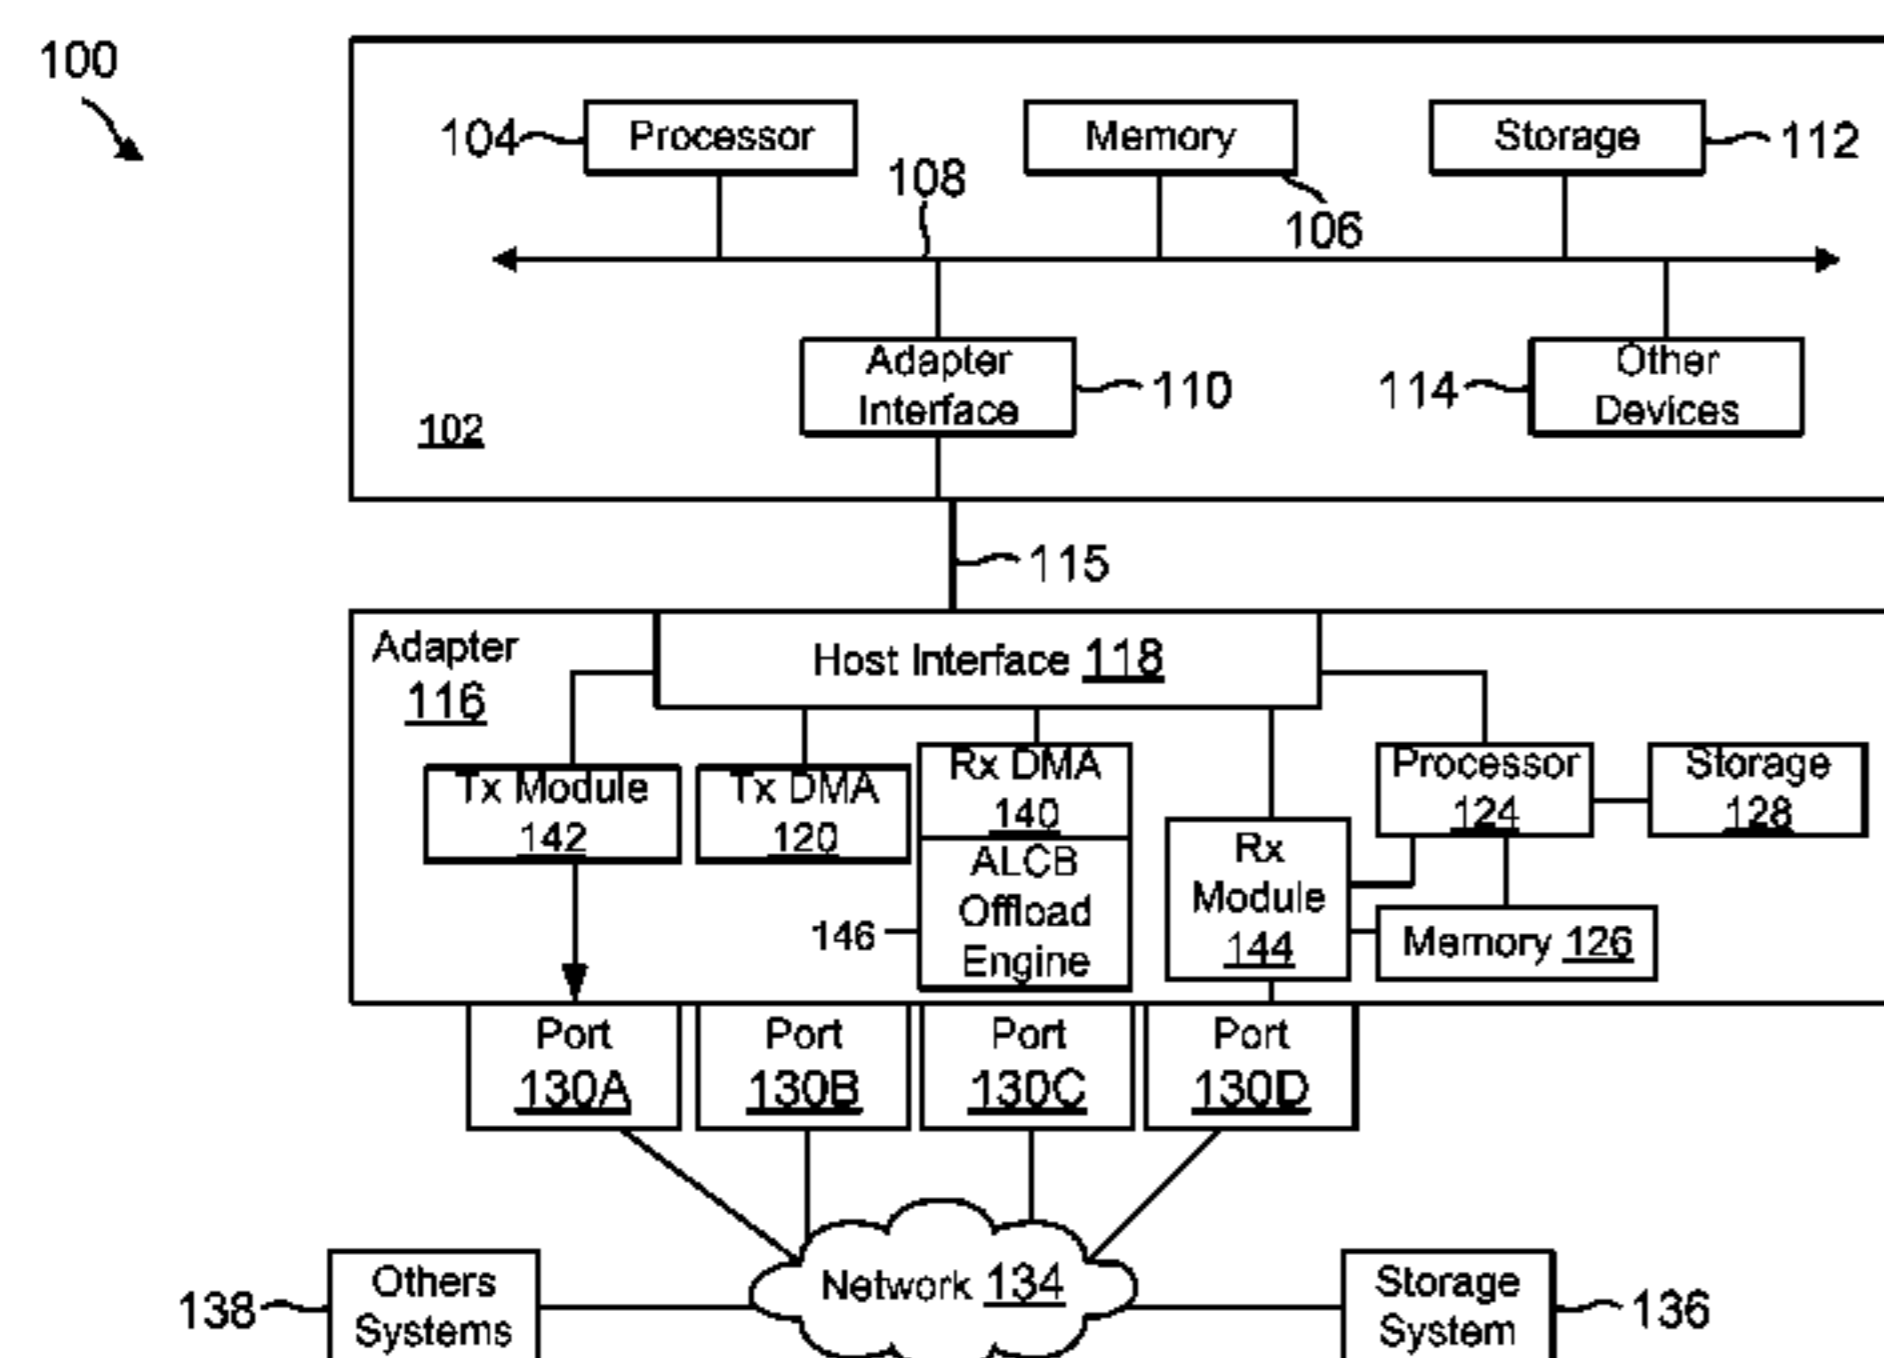 100
104
Processor
Memory
Storage
112
108
106
Adapter
Interface
110
114
Other
Devices
102
115
Adapter
116
Host Interface 118
Tx Module
142
Tx DMA
120
Rx DMA
140
ALCB
Offload
Engine
146
Rx
Module
144
Processor
124
Storage
128
Memory 126
Port
130A
Port
130B
Port
130C
Port
130D
Network 134
138
Others
Systems
Storage
System
136